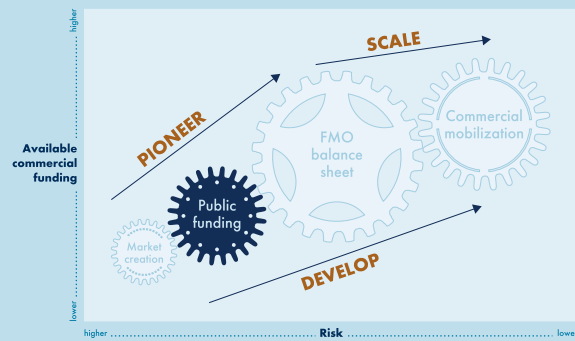 higher
SCALE
PIONEER
Commercial
mobilization
FMO
balance
sheet
Available
commercial
funding
Public
funding
Market
creation
DEVELOP
lower
higher
Risk
lowe